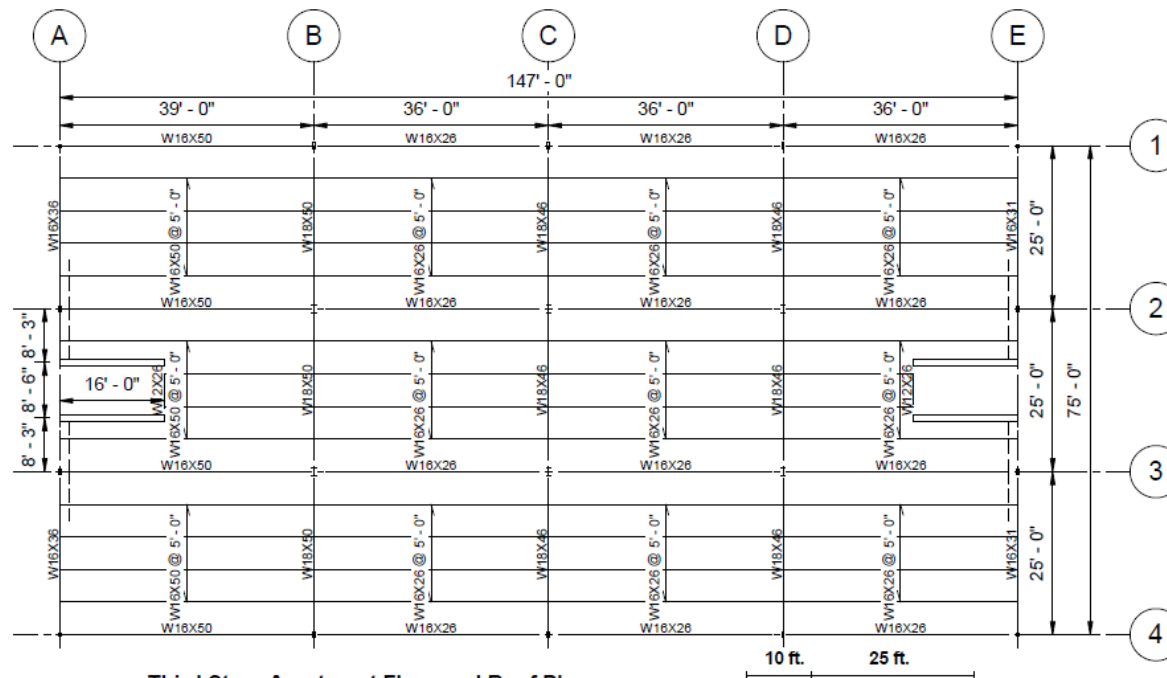 A B C D E
147' - 0"
39' - 0" 36' - 0" 36' - 0" 36' - 0"
W16X50 W16X26 W16X26 W16X26
1
W16X36 W16X50 @ 5' - 0" W18X50 W16X26 @ 5' - 0" W18X46 W16X26 @ 5' - 0" W18X46 W16X26 @ 5' - 0" W16X31 25' - 0"
W16X50 W16X26 W16X26 W16X26
2
8' - 3"
8' - 6"
8' - 3"
16' - 0" W12X26 W16X50 @ 5' - 0" W18X50 W16X26 @ 5' - 0" W18X46 W16X26 @ 5' - 0" W18X46 W16X26 @ 5' - 0" W12X26 25' - 0" 75' - 0"
W16X50 W16X26 W16X26 W16X26
3
W16X36 W16X50 @ 5' - 0" W18X50 W16X26 @ 5' - 0" W18X46 W16X26 @ 5' - 0" W18X46 W16X26 @ 5' - 0" W16X31 25' - 0"
W16X50 W16X26 W16X26 W16X26
4
10 ft. 25 ft.